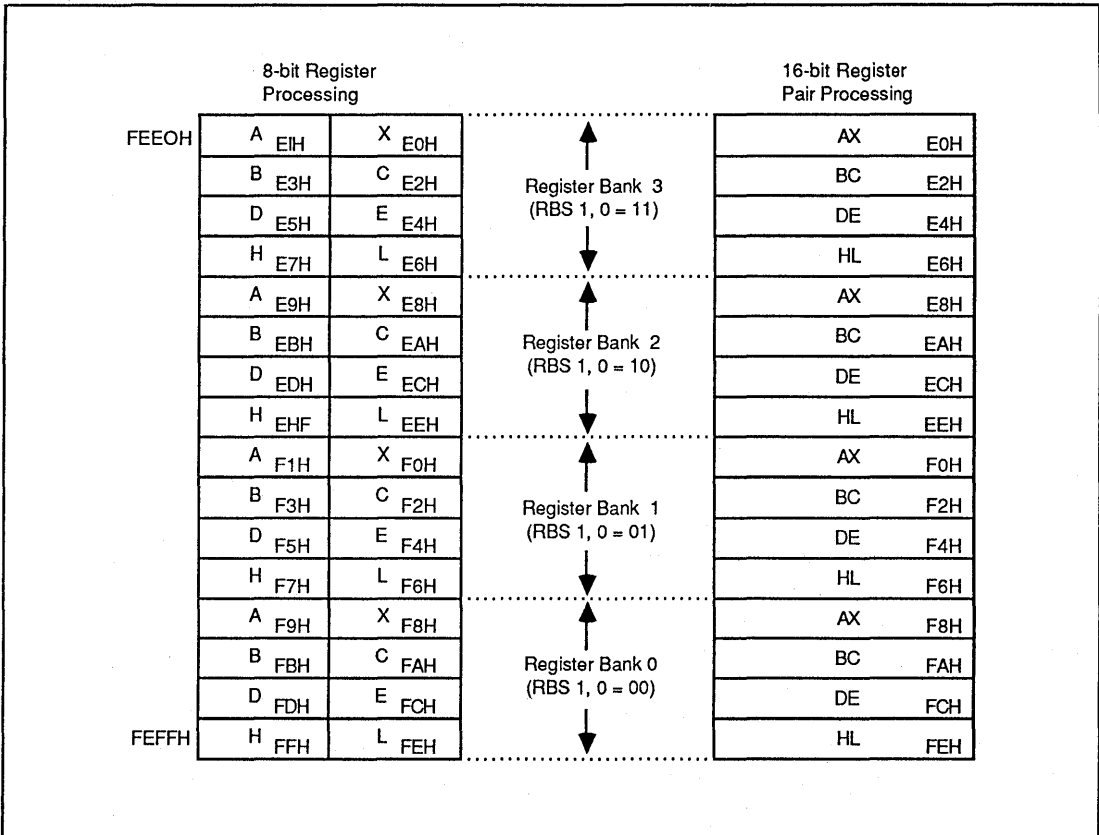 8-bit Register
Processing
16-bit Register
Pair Processing
FEEOH
A EIH X E0H AX E0H
B E3H C E2H BC E2H
Register Bank 3
(RBS 1, 0 = 11)
D E5H E E4H DE E4H
H E7H L E6H HL E6H
A E9H X E8H AX E8H
B EBH C EAH BC EAH
Register Bank 2
(RBS 1, 0 = 10)
D EDH E ECH DE ECH
H EHF L EEH HL EEH
A F1H X F0H AX F0H
B F3H C F2H BC F2H
Register Bank 1
(RBS 1, 0 = 01)
D F5H E F4H DE F4H
H F7H L F6H HL F6H
A F9H X F8H AX F8H
B FBH C FAH BC FAH
Register Bank 0
(RBS 1, 0 = 00)
D FDH E FCH DE FCH
FEFFH
H FFH L FEH HL FEH